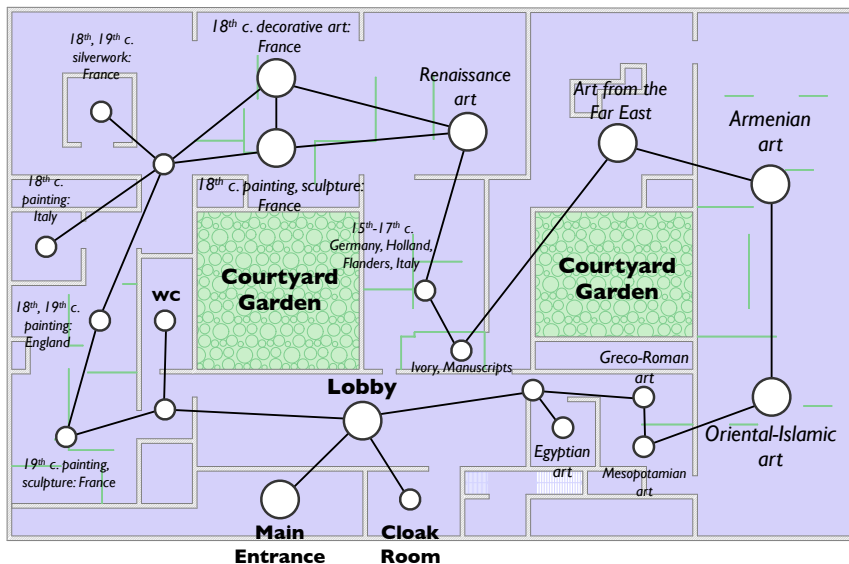 18th c. decorative art:
France
18th, 19th c.
silverwork:
France
Renaissance
art
Art from the
Far East
Armenian
art
18th c.
painting:
Italy
18th c. painting, sculpture:
France
15th-17th c.
Germany, Holland,
Flanders, Italy
Courtyard
Garden
Courtyard
Garden
WC
18th, 19th c.
painting:
England
Ivory, Manuscripts
Greco-Roman
art
Lobby
Oriental-Islamic
art
19th c. painting,
sculpture: France
Egyptian
art
Mesopotamian
art
Main
Entrance
Cloak
Room